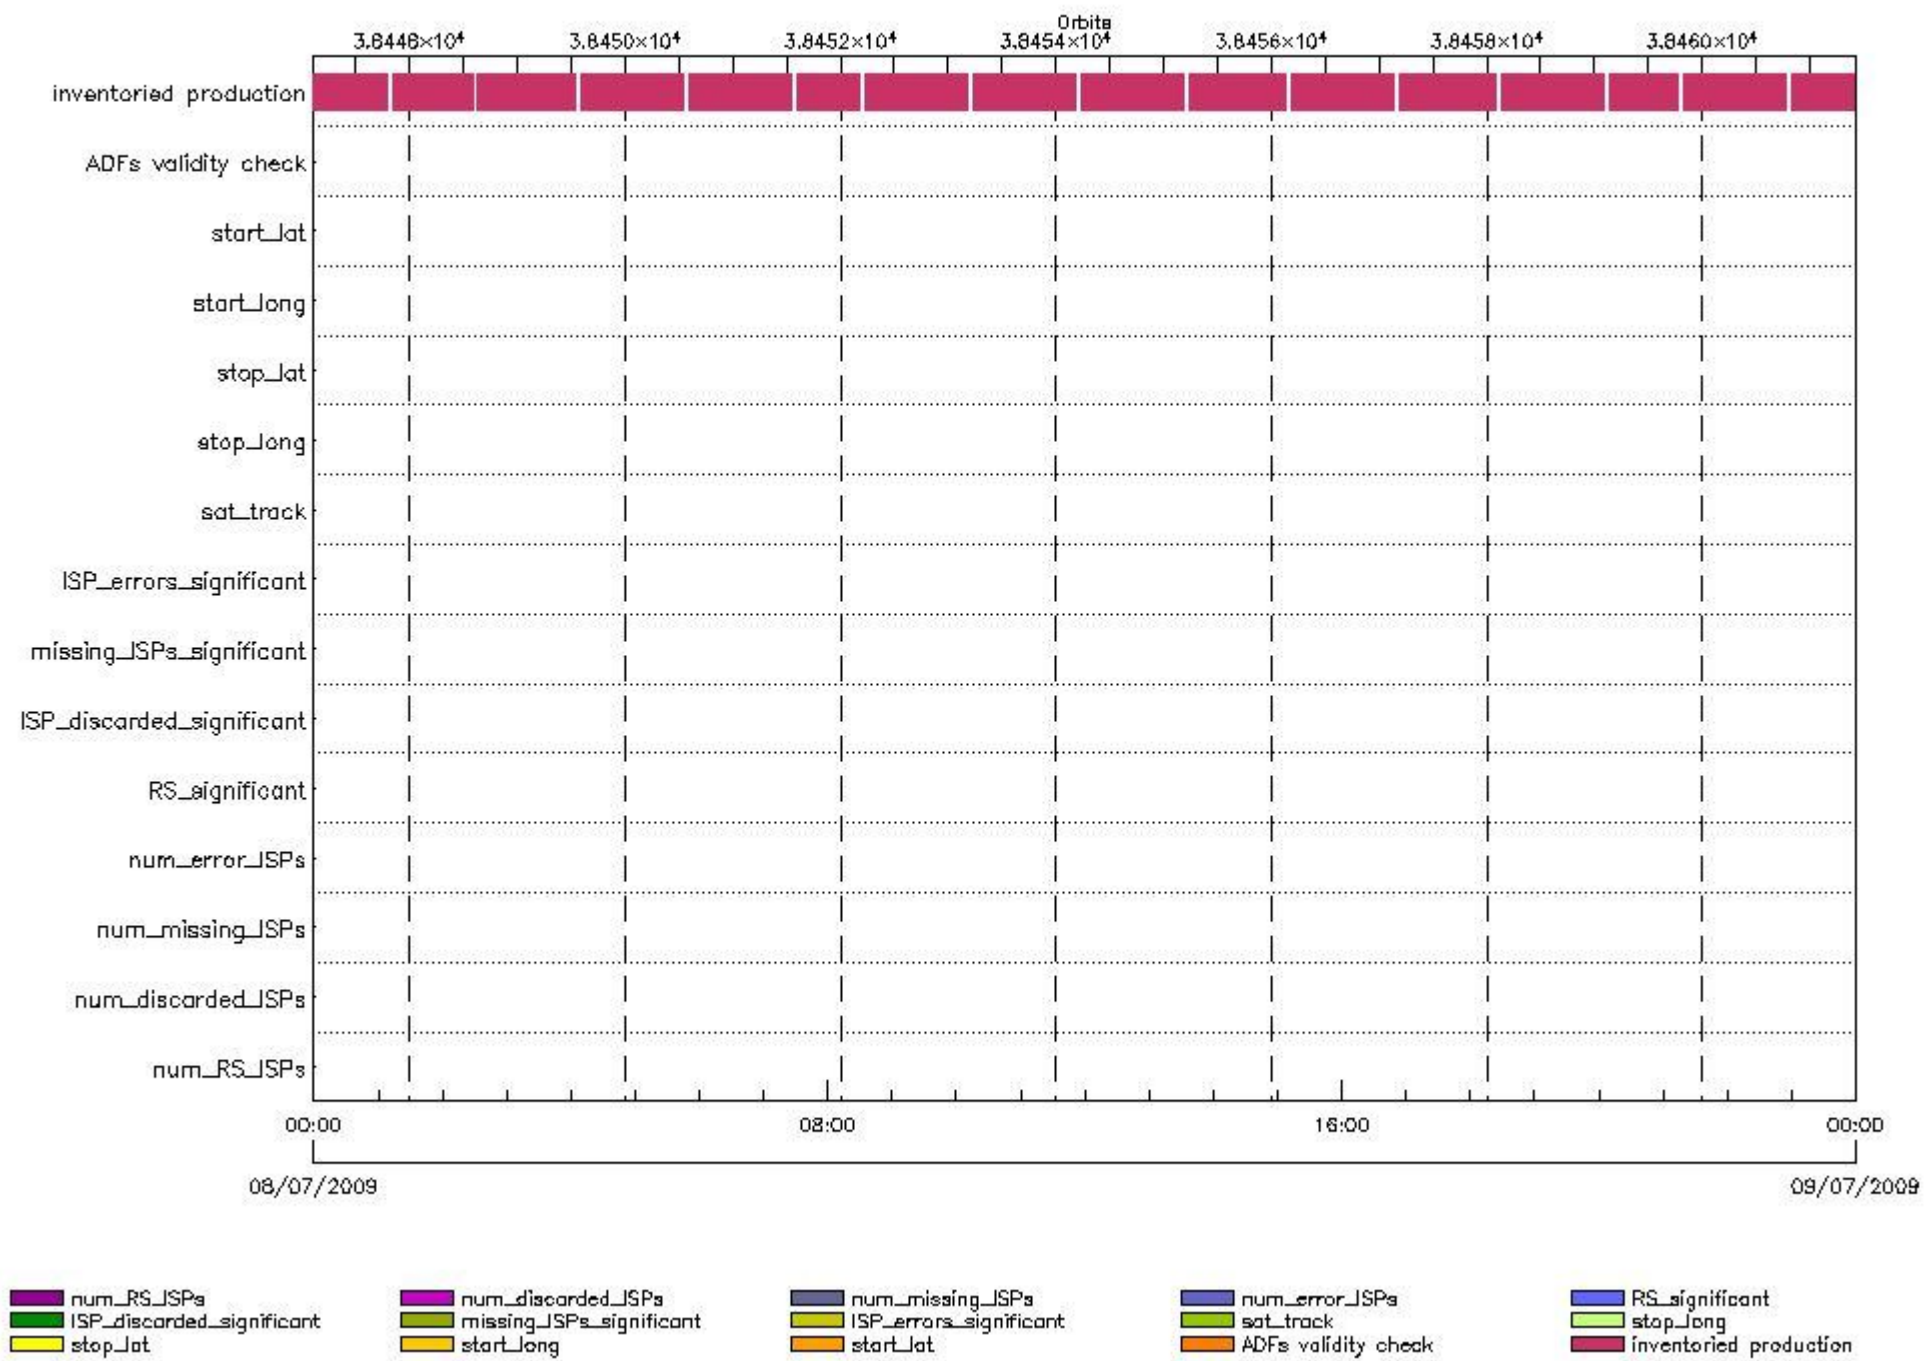 Orbits
3.8448×10⁴ 3.8450×10⁴ 3.8452×10⁴ 3.8454×10⁴ 3.8456×10⁴ 3.8458×10⁴ 3.8460×10⁴
inventoried production
ADFs validity check
start_lat
start_long
stop_lat
stop_long
sat_track
ISP_errors_significant
missing_ISPs_significant
ISP_discarded_significant
RS_significant
num_error_ISPs
num_missing_ISPs
num_discarded_ISPs
num_RS_ISPs
00:00 08:00 16:00 00:00
08/07/2009 09/07/2009
num_RS_ISPs num_discarded_ISPs num_missing_ISPs num_error_ISPs RS_significant
ISP_discarded_significant missing_ISPs_significant ISP_errors_significant sat_track stop_long
stop_lat start_long start_lat ADFs validity check inventoried production